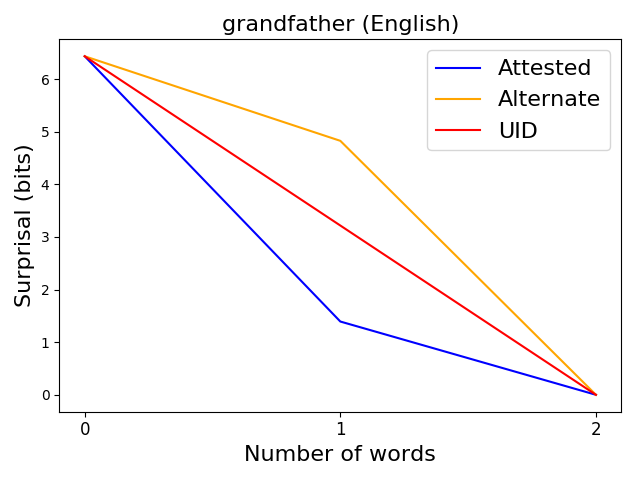 grandfather (English)
Attested
Alternate
UID
Surprisal (bits)
6
5
4
3
2
1
0
0 1 2
Number of words